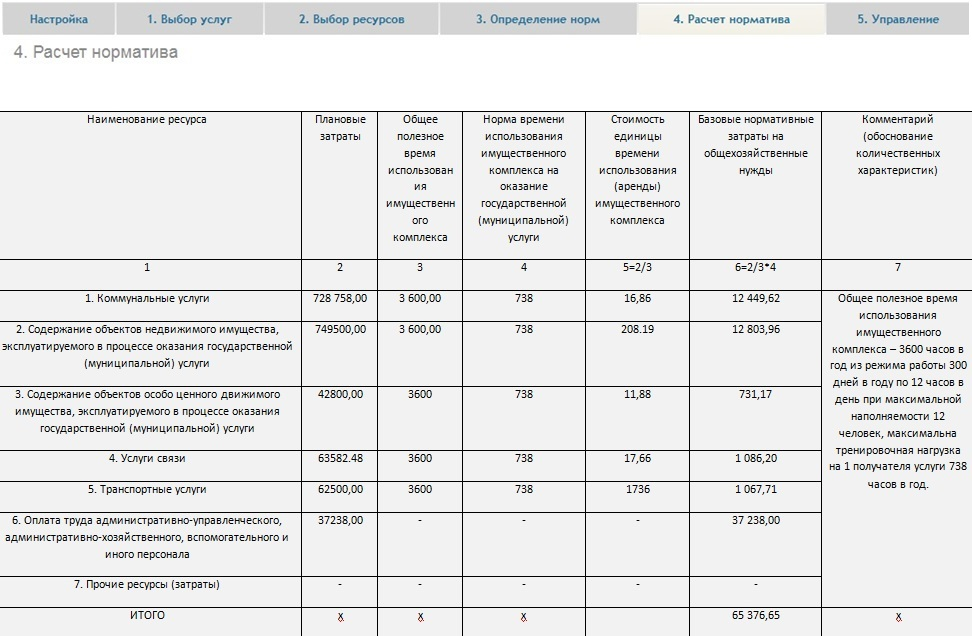 Настройка
1. Выбор услуг
2. Выбор ресурсов
3. Определение норм
4. Расчет норматива
5. Управление
4. Расчет норматива
Наименование ресурса
Плановые
затраты
Общее
полезное
время
использован
ия
имуществен
ого
комплекса
Норма времени
использования
имущественного
комплекса на
оказание
государственной
(муниципальной)
услуги
Стоимость
единицы
времени
использования
(аренды)
имущественного
комплекса
Базовые нормативные
затраты на
общехозяйственные
нужды
Комментарий
(обоснование
количественных
характеристик)
1 2 3 4 5=2/3 6=2/3*4 7
1. Коммунальные услуги 728 758,00 3 600,00 738 16,86 12 449,62
2. Содержание объектов недвижимого имущества, 749500,00 3 600,00 738 208.19 12 803,96
эксплуатируемого в процессе оказания государственной
(муниципальной) услуги
3. Содержание объектов особо ценного движимого 42800,00 3600 738 11,88 731,17
имущества, эксплуатируемого в процессе оказания
государственной (муниципальной) услуги
4. Услуги связи 63582.48 3600 738 17,66 1 086,20
5. Транспортные услуги 62500,00 3600 738 1736 1 067,71
6. Оплата труда административно-управленческого, 37238,00 - - - 37 238,00
административно-хозяйственного, вспомогательного и
иного персонала
7. Прочие ресурсы (затраты) - - - - -
Общее полезное время
использования
имущественного
комплекса – 3600 часов в
год из режима работы 300
дней в году по 12 часов в
день при максимальной
наполняемости 12
человек, максимальна
тренировочная нагрузка
на 1 получателя услуги 738
часов в год.
ИТОГО х х х 65 376,65 х